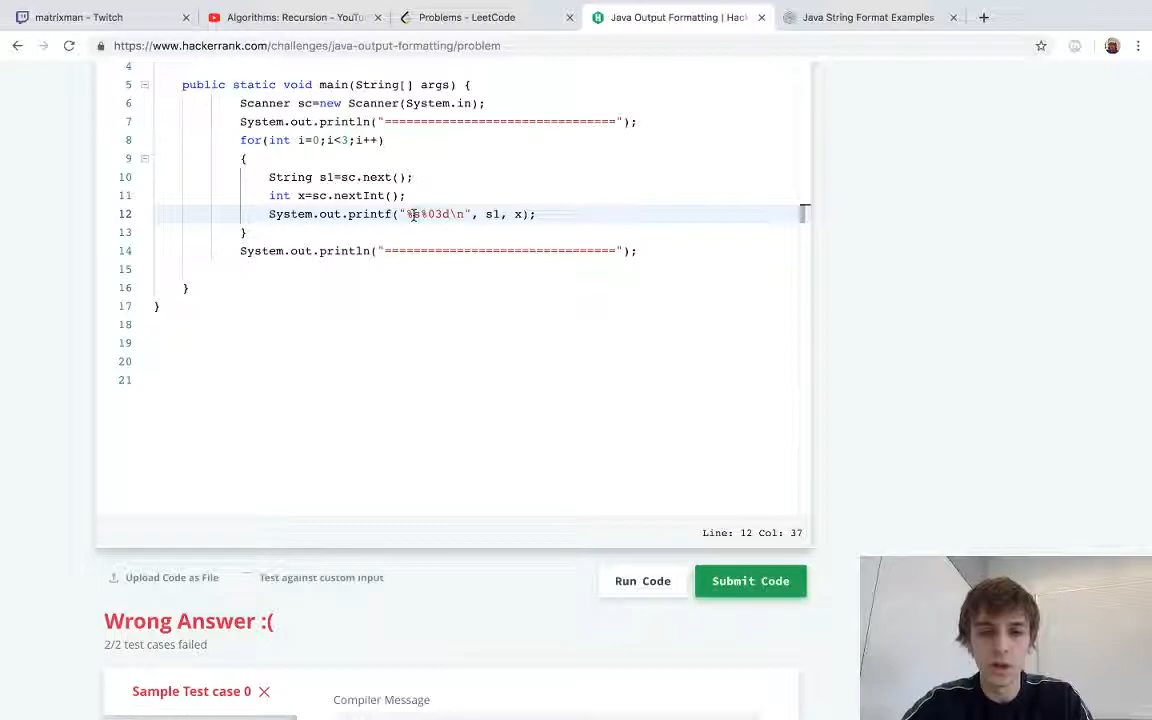 matrixman - Twitch
Algorithms: Recursion - YouTu
Problems - LeetCode
Java Output Formatting | Hack
Java String Format Examples
https://www.hackerrank.com/challenges/java-output-formatting/problem
4
5 public static void main(String[] args) {
6 Scanner sc=new Scanner(System.in);
7 System.out.println("================================");
8 for(int i=0;i<3;i++)
9 {
10 String s1=sc.next();
11 int x=sc.nextInt();
12 System.out.printf("%s%03d\n", s1, x);
13 }
14 System.out.println("================================");
15
16 }
17 }
18
19
20
21
Line: 12 Col: 37
Upload Code as File
Test against custom input
Run Code
Submit Code
Wrong Answer :(
2/2 test cases failed
Sample Test case 0
Compiler Message